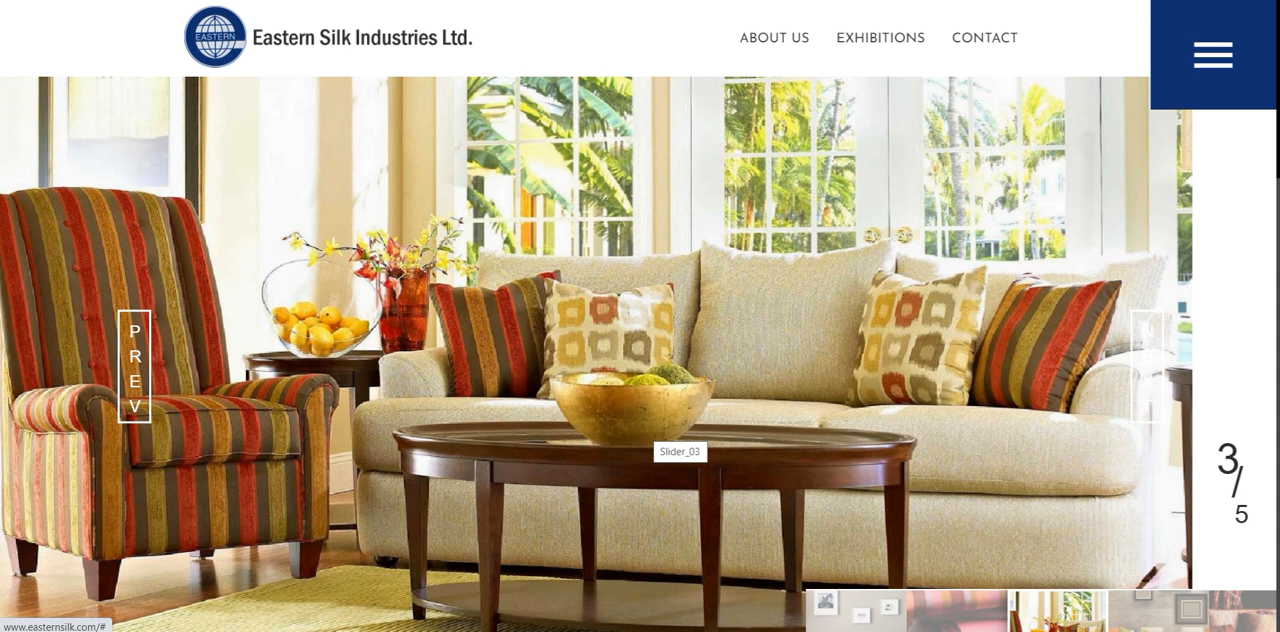 EASTERN
Eastern Silk Industries Ltd.
ABOUT US
EXHIBITIONS
CONTACT
P
R
E
V
Slider_03
3
/
5
www.easternsilk.com/#